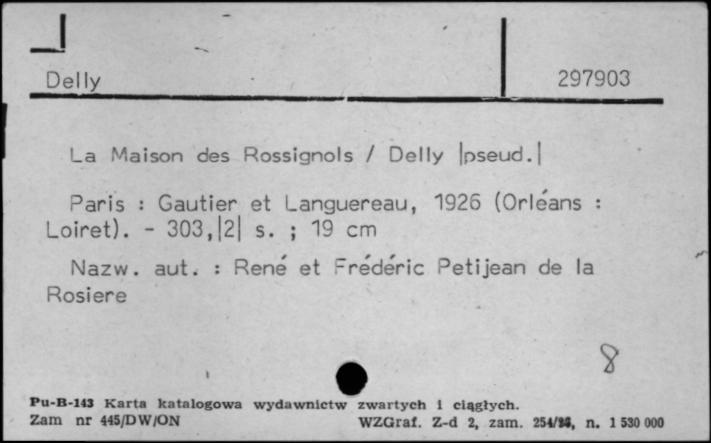 Delly 297903
La Maison des Rossignols / Delly |pseud.|
Paris : Gautier et Languereau, 1926 (Orléans :
Loiret). - 303,|2| s. ; 19 cm
Nazw. aut. : René et Frédéric Petijean de la
Rosiere
8
Pu-B-143 Karta katalogowa wydawnictw zwartych i ciągłych.
Zam nr 445/DW/ON WZGraf. Z-d 2, zam. n. 1 530 000